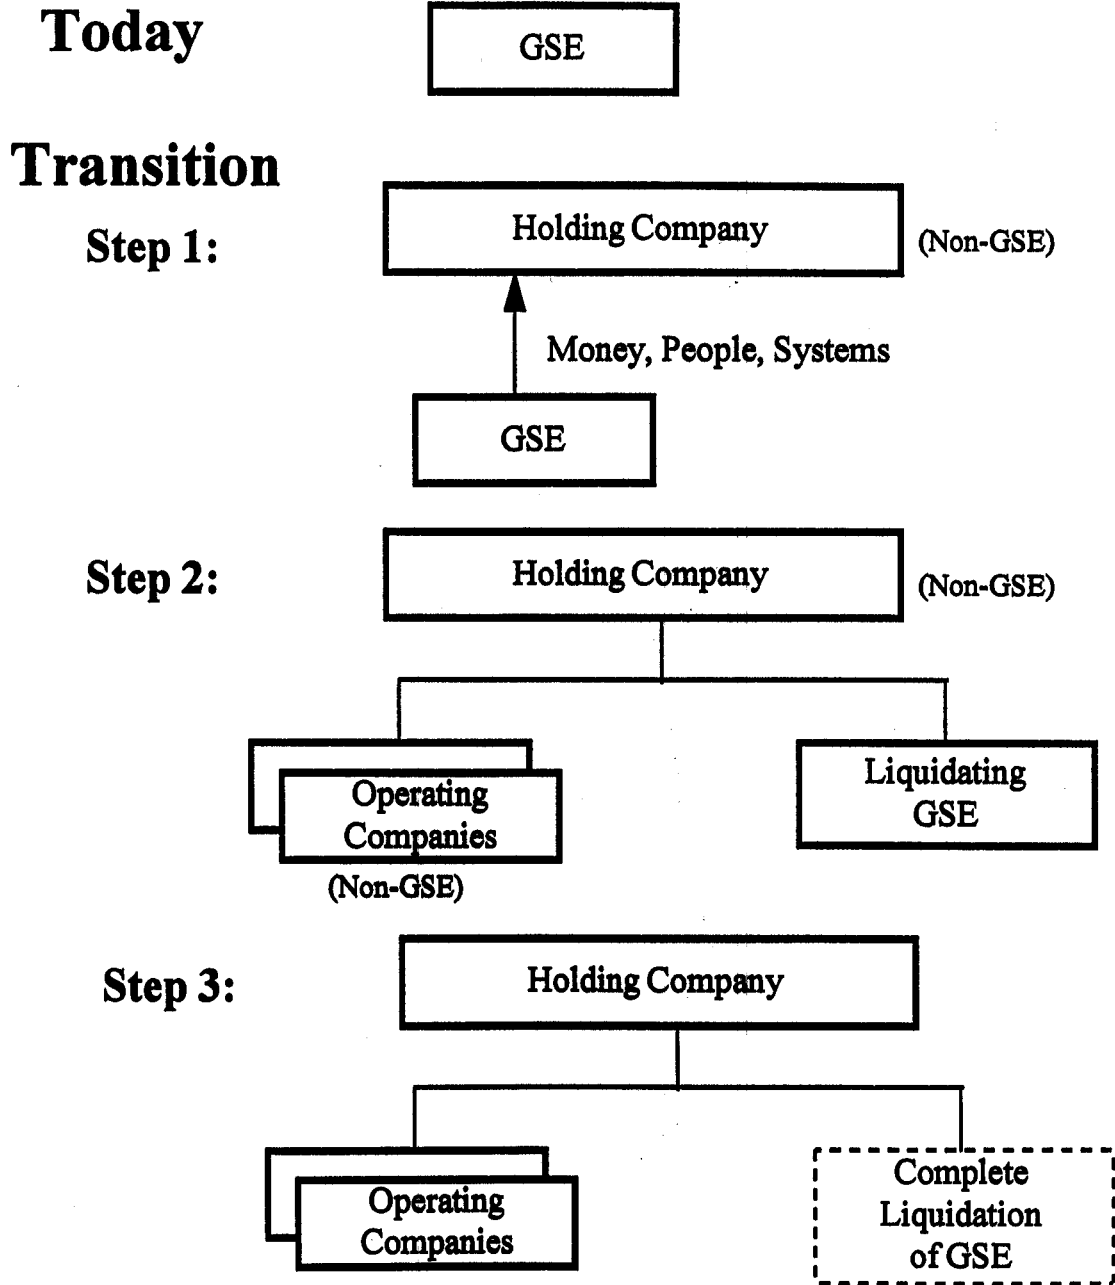 Today
GSE
Transition
Step 1:
Holding Company
(Non-GSE)
Money, People, Systems
GSE
Step 2:
Holding Company
(Non-GSE)
Operating
Companies
(Non-GSE)
Liquidating
GSE
Step 3:
Holding Company
Operating
Companies
Complete
Liquidation
of GSE